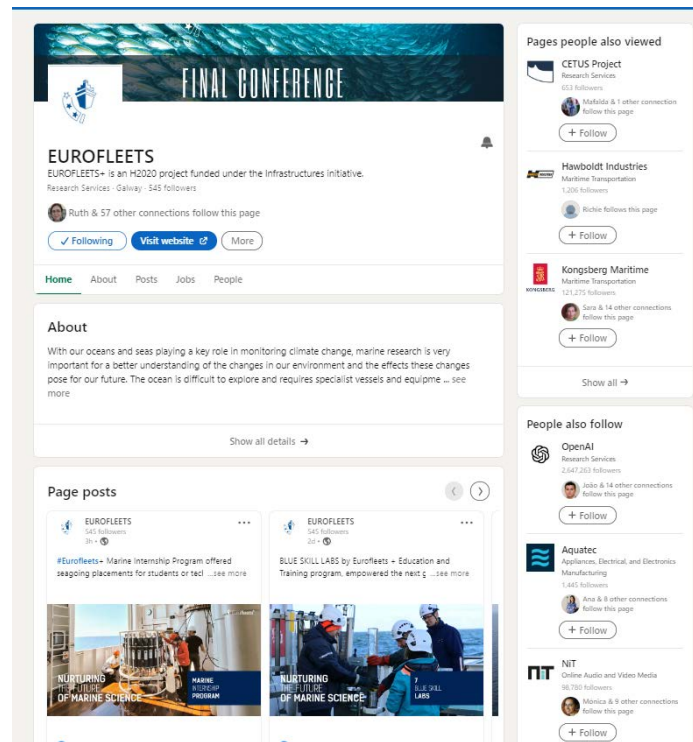 FINAL CONFERENCE
EUROFLEETS
EUROFLEETS+ is an H2020 project funded under the Infrastructures initiative.
Research Services · Galway · 545 followers
Ruth & 57 other connections follow this page
✓ Following
Visit website
More
Home
About
Posts
Jobs
People
About
With our oceans and seas playing a key role in monitoring climate change, marine research is very
important for a better understanding of the changes in our environment and the effects these changes
pose for our future. The ocean is difficult to explore and requires specialist vessels and equipme ... see
more
Show all details →
Page posts
EUROFLEETS
545 followers
3h •
#Eurofleets+ Marine Internship Program offered
seagoing placements for students or tecl ...see more
NURTURING
THE FUTURE
OF MARINE SCIENCE
MARINE
INTERNSHIP
PROGRAM
EUROFLEETS
545 followers
2d •
BLUE SKILL LABS by Eurofleets + Education and
Training program, empowered the next g ...see more
NURTURING
THE FUTURE
OF MARINE SCIENCE
7
BLUE SKILL
LABS
Pages people also viewed
CETUS Project
Research Services
653 followers
Mafalda & 1 other connection
follow this page
+ Follow
Hawboldt Industries
Maritime Transportation
1,206 followers
Richie follows this page
+ Follow
KONGSBERG
Kongsberg Maritime
Maritime Transportation
121,275 followers
Sara & 14 other connections
follow this page
+ Follow
Show all →
People also follow
OpenAI
Research Services
2,647,263 followers
João & 14 other connections
follow this page
+ Follow
Aquatec
Appliances, Electrical, and Electronics
Manufacturing
1,445 followers
Ana & 8 other connections
follow this page
+ Follow
NiT
NiT
Online Audio and Video Media
98,780 followers
Mónica & 9 other connections
follow this page
+ Follow